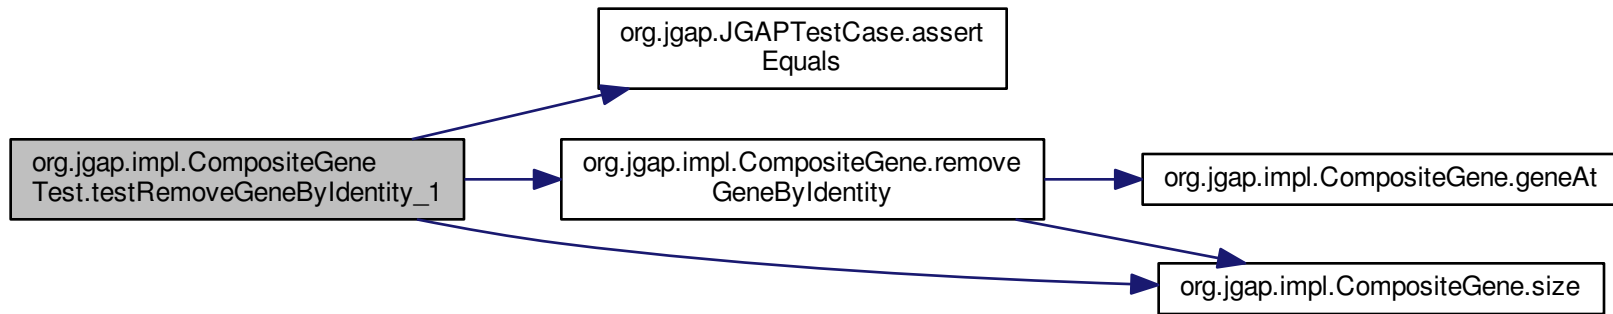 org.jgap.JGAPTestCase.assert
Equals
org.jgap.impl.CompositeGene
Test.testRemoveGeneByIdentity_1
org.jgap.impl.CompositeGene.remove
GeneByIdentity
org.jgap.impl.CompositeGene.geneAt
org.jgap.impl.CompositeGene.size